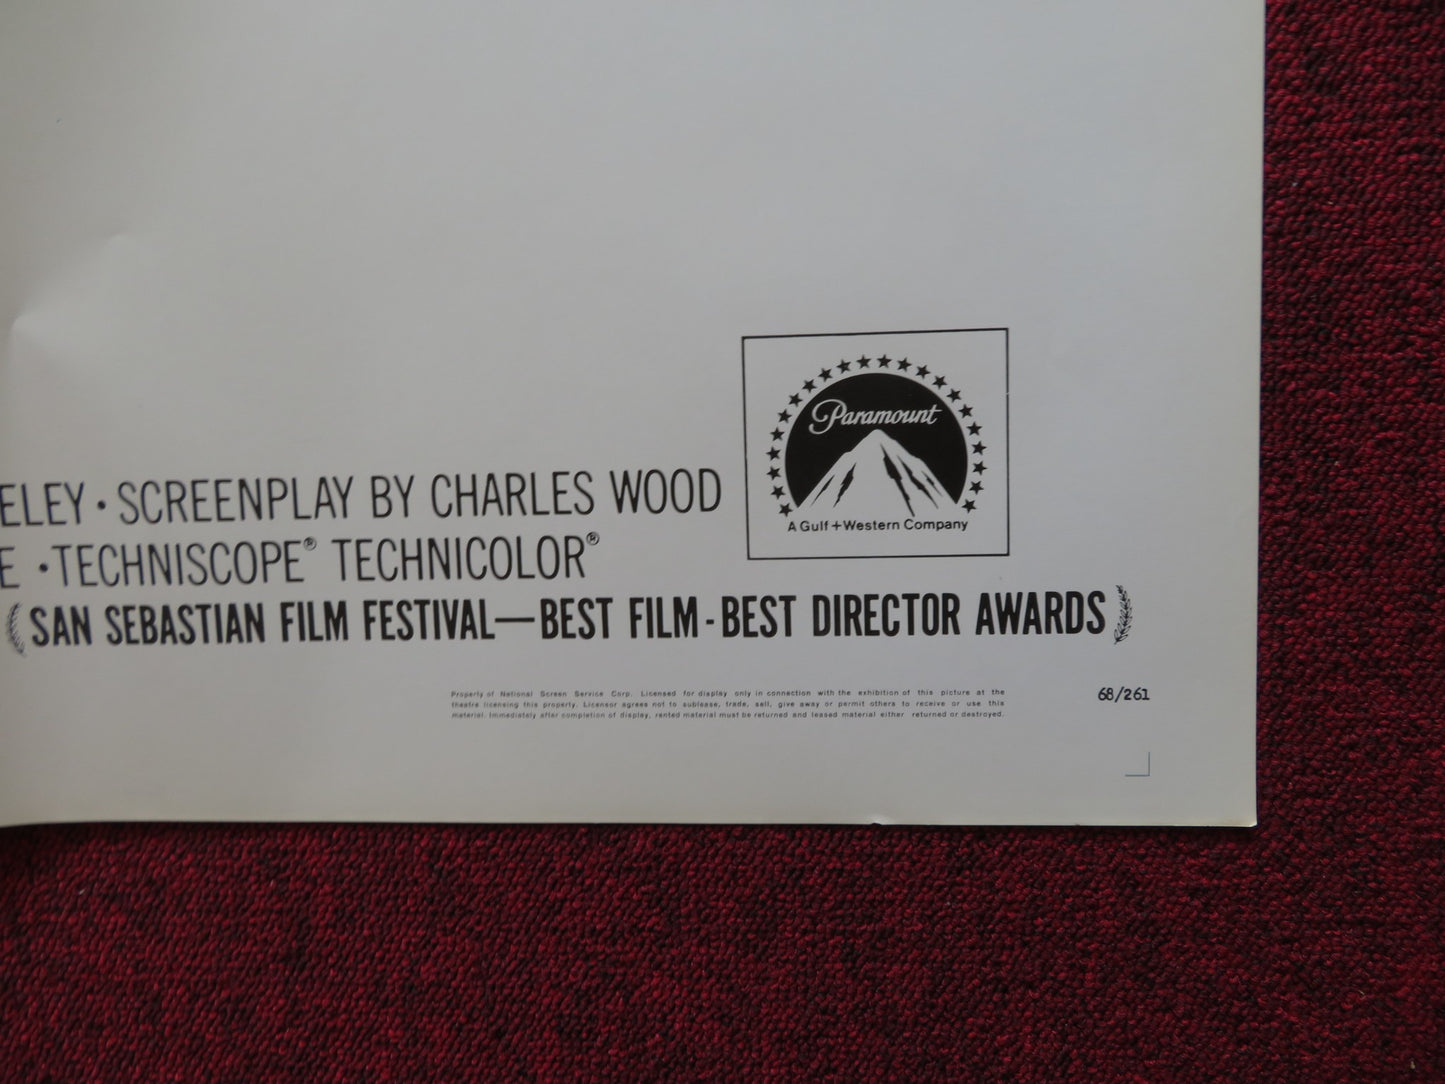 Paramount
A Gulf+Western Company
ELEY • SCREENPLAY BY CHARLES WOOD
E • TECHNISCOPE® TECHNICOLOR®
SAN SEBASTIAN FILM FESTIVAL—BEST FILM-BEST DIRECTOR AWARDS
Property of National Screen Service Corp. Licensed for display only in connection with the exhibition of this picture at the
theatre licensing this property. Licensor agrees not to sublease, trade, sell, give away or permit others to receive or use this
material. Immediately after completion of display, rented material must be returned and leased material either returned or destroyed.
68/261